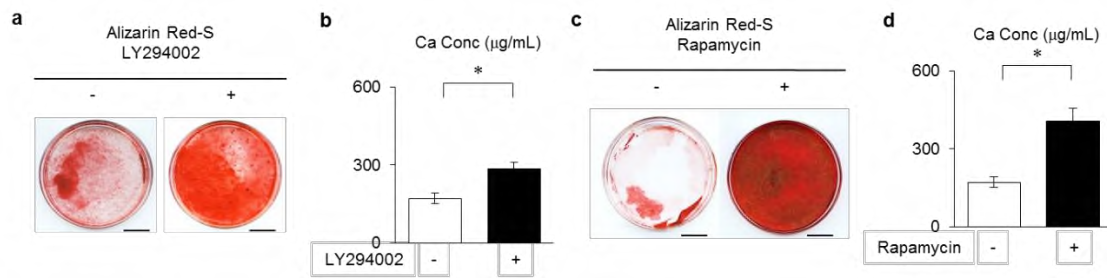 a
Alizarin Red-S
LY294002
- +
b
Ca Conc (µg/mL)
*
600
300
0
LY294002 - +
c
Alizarin Red-S
Rapamycin
- +
d
Ca Conc (µg/mL)
*
600
300
0
Rapamycin - +